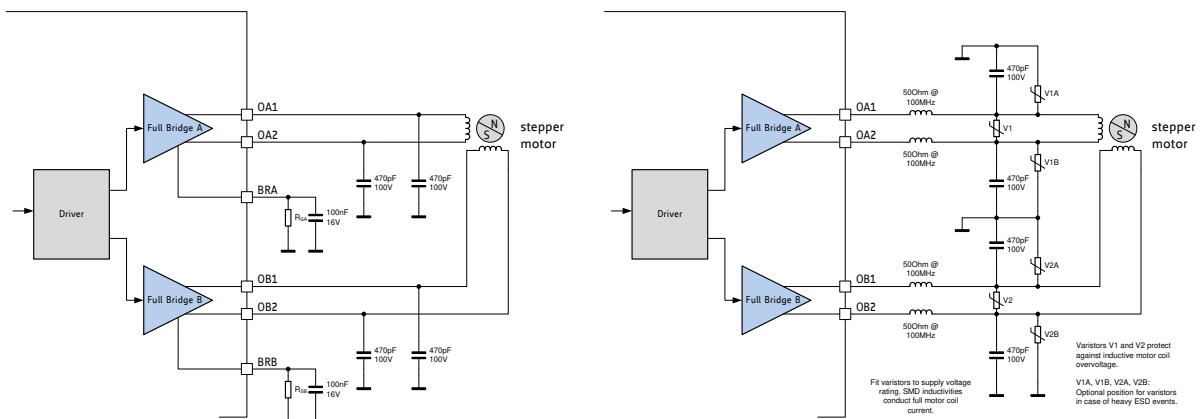 OA1
OA2
Full Bridge A
N
S
stepper
motor
470pF
100V
470pF
100V
BRA
Driver
RSA
100nF
16V
OB1
OB2
Full Bridge B
470pF
100V
470pF
100V
BRB
RSB
100nF
16V
470pF
100V
V1A
50Ohm @
100MHz
OA1
V1
OA2
Full Bridge A
N
S
stepper
motor
50Ohm @
100MHz
V1B
470pF
100V
Driver
470pF
100V
50Ohm @
100MHz
V2A
OB1
V2
OB2
Full Bridge B
50Ohm @
100MHz
V2B
470pF
100V
Varistors V1 and V2 protect
against inductive motor coil
overvoltage.
V1A, V1B, V2A, V2B:
Optional position for varistors
in case of heavy ESD events.
Fit varistors to supply voltage
rating. SMD inductivities
conduct full motor coil
current.